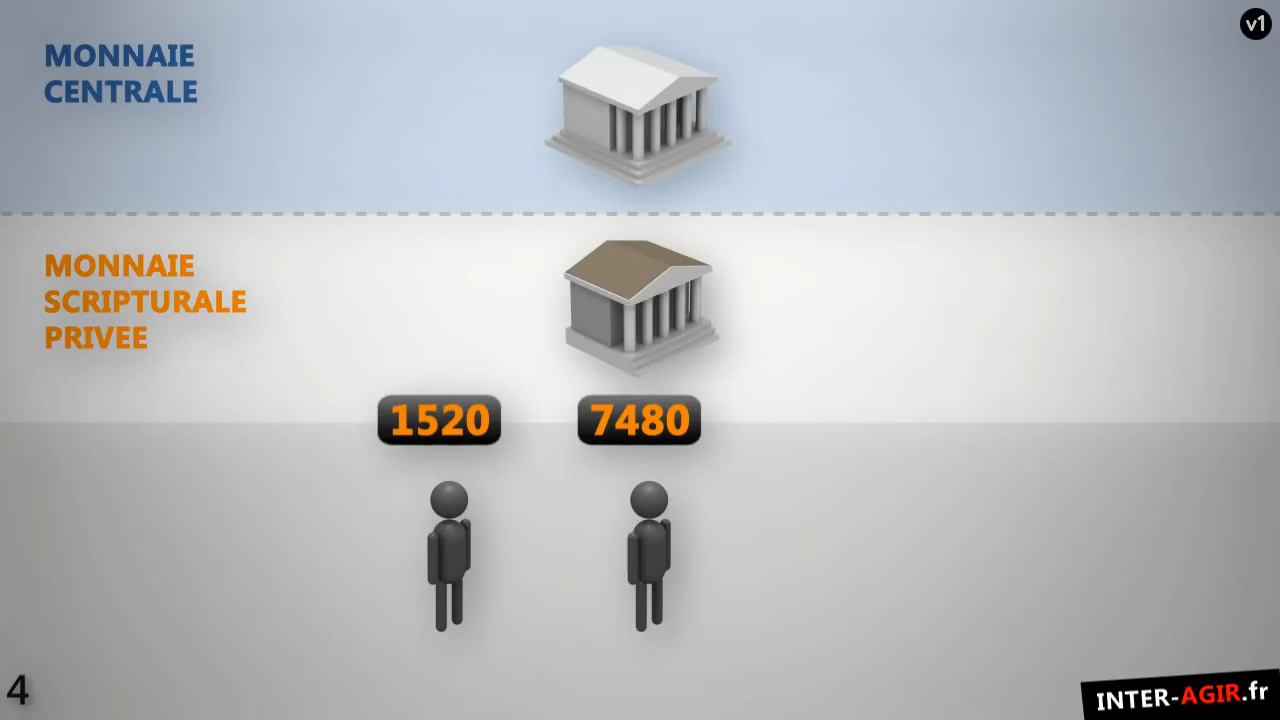 MONNAIE
CENTRALE
v1
MONNAIE
SCRIPTURALE
PRIVEE
1520
7480
4
INTER-AGIR.fr